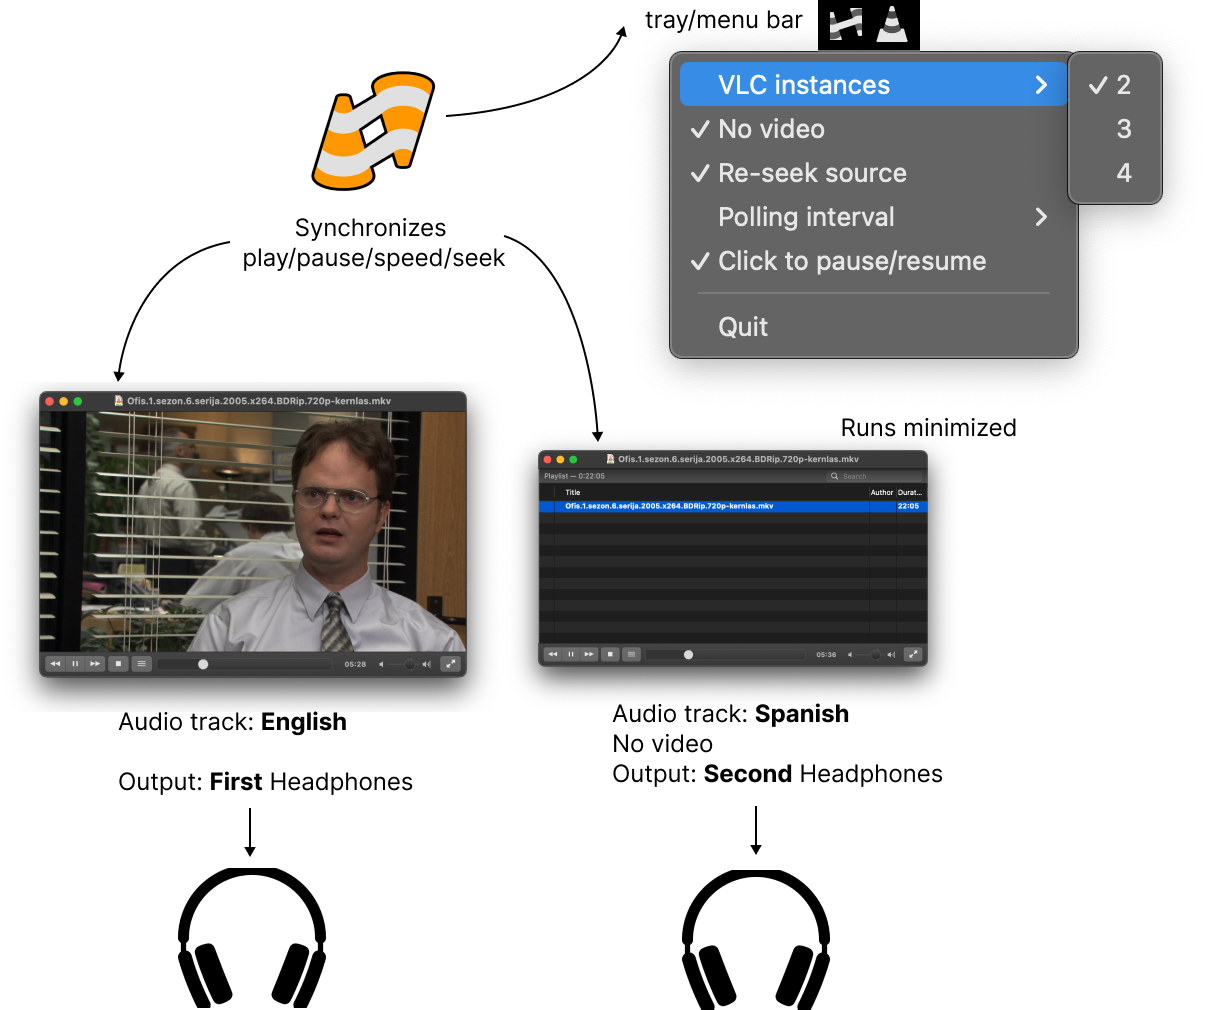 tray/menu bar
VLC instances
2
No video
3
Re-seek source
4
Polling interval
Click to pause/resume
Quit
Synchronizes
play/pause/speed/seek
Ofis.1.sezon.6.serija.2005.x264.BDRip.720p-kernlas.mkv
05:28
Runs minimized
Ofis.1.sezon.6.serija.2005.x264.BDRip.720p-kernlas.mkv
Playlist — 0:22:05
Search
Title Author Durat...
Ofis.1.sezon.6.serija.2005.x264.BDRip.720p-kernlas.mkv 22:05
05:36
Audio track: English
Output: First Headphones
Audio track: Spanish
No video
Output: Second Headphones